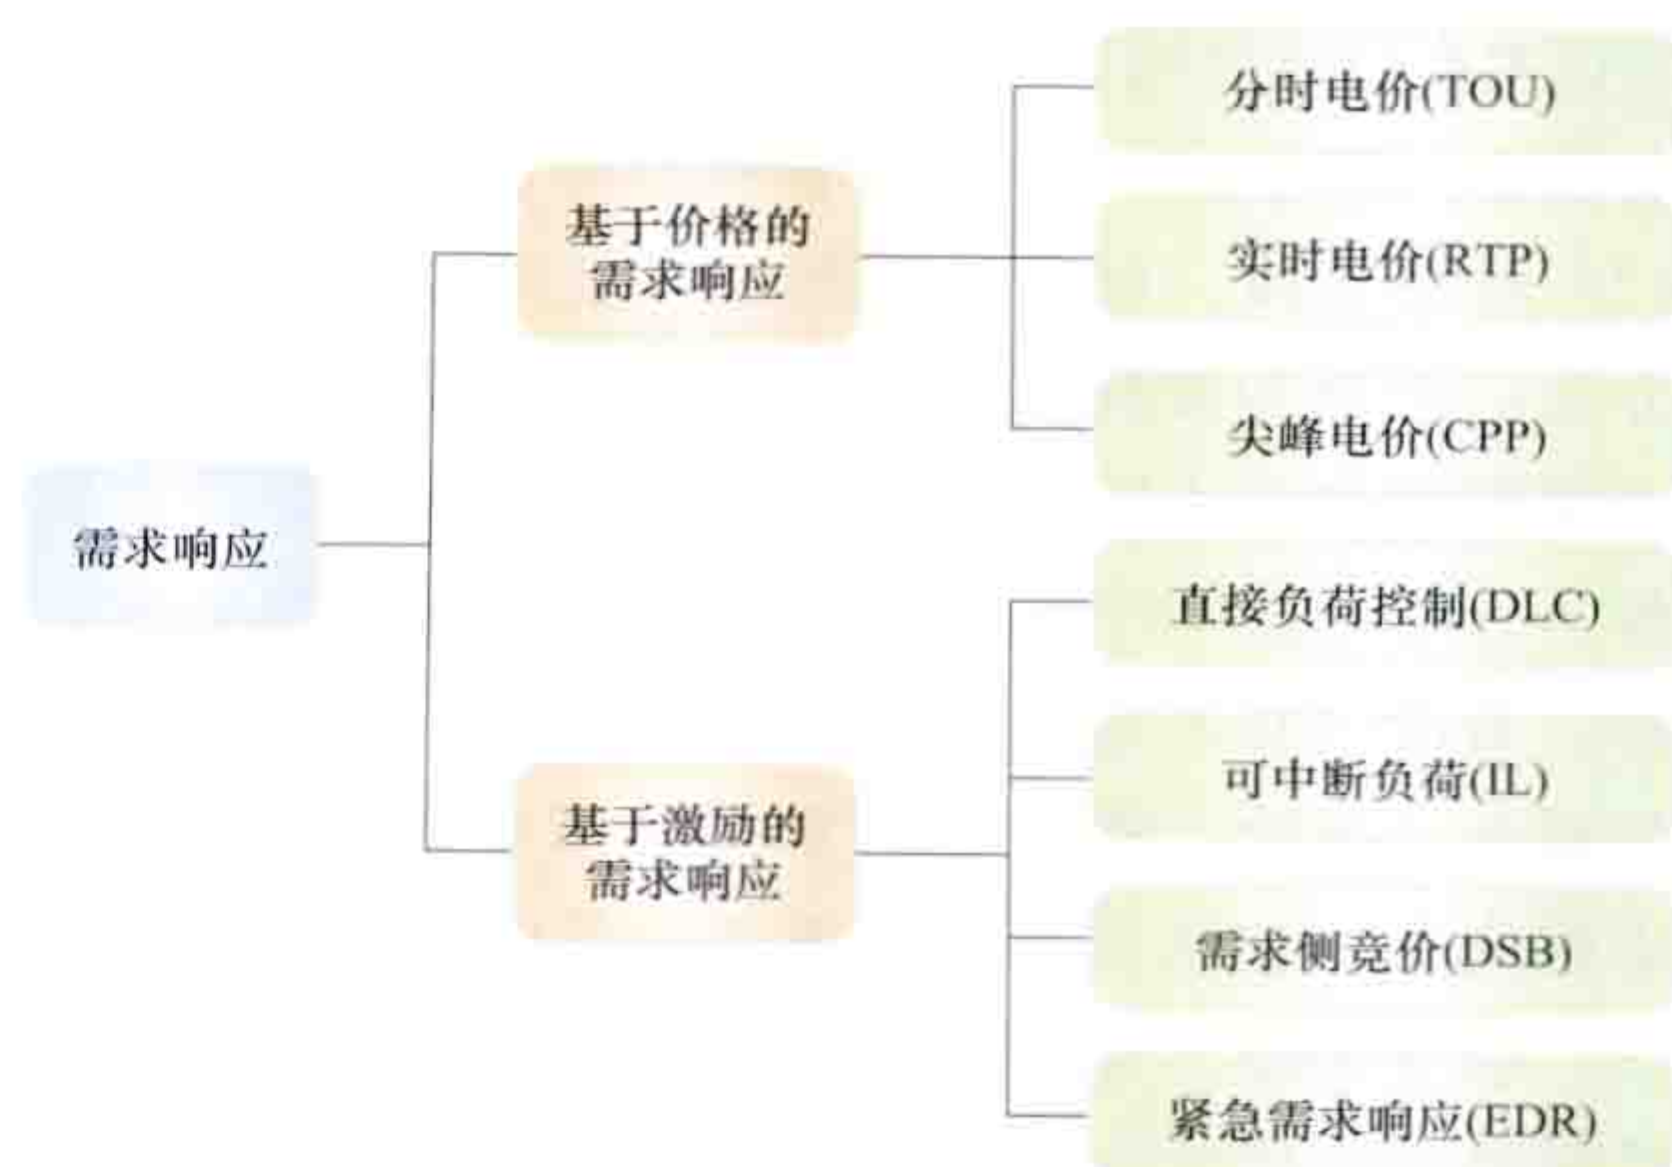 分时电价(TOU)
基于价格的
需求响应
实时电价(RTP)
尖峰电价(CPP)
需求响应
直接负荷控制(DLC)
可中断负荷(IL)
基于激励的
需求响应
需求侧竞价(DSB)
紧急需求响应(EDR)